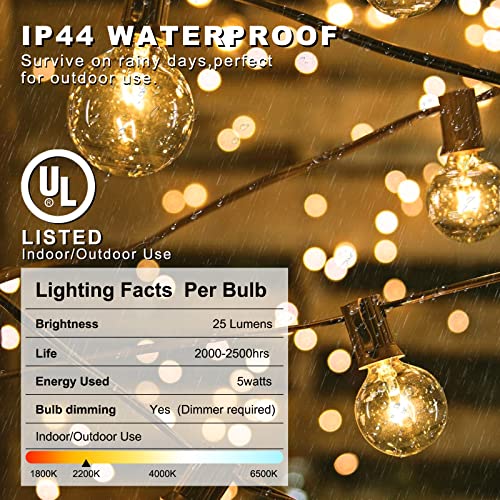 IP44 WATERPROOF
Survive on rainy days,perfect
for outdoor use
UL
®
LISTED
Indoor/Outdoor Use
Lighting Facts Per Bulb
Brightness 25 Lumens
Life 2000-2500hrs
Energy Used 5watts
Bulb dimming Yes (Dimmer required)
Indoor/Outdoor Use
1800K 2200K 4000K 6500K